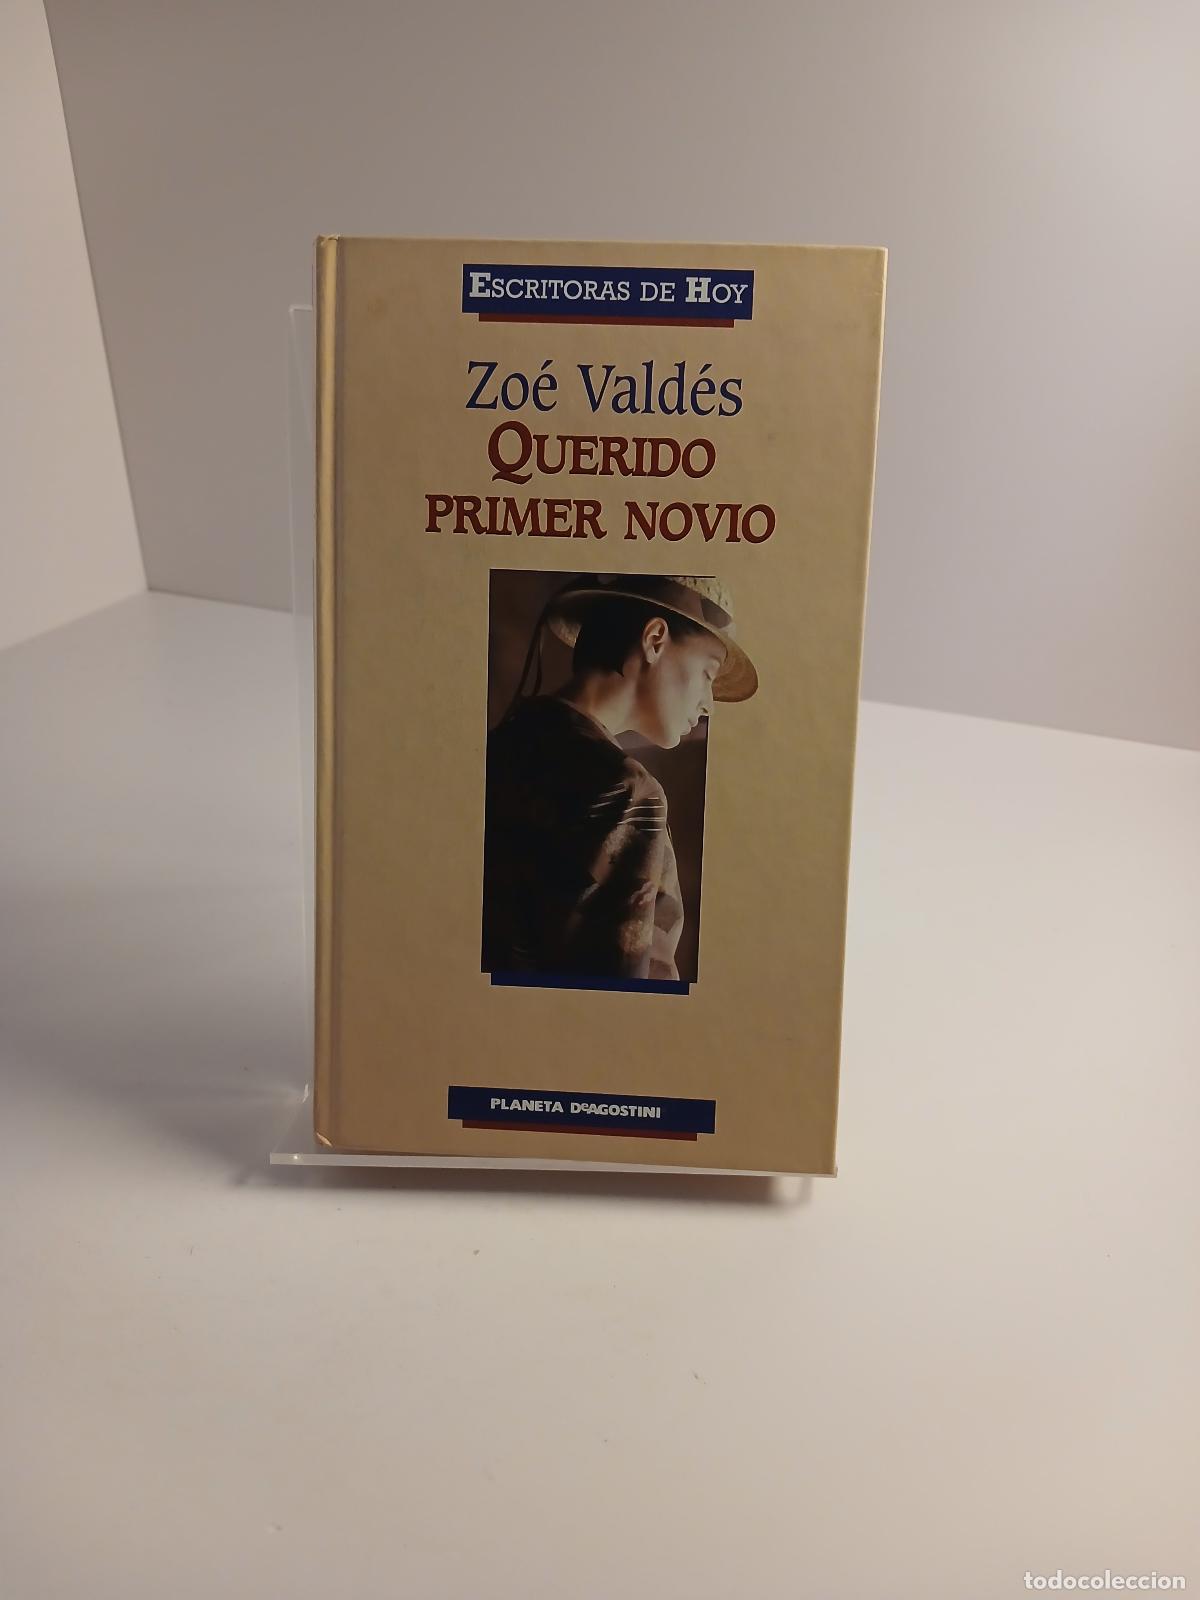 ESCRITORAS DE HOY
Zoé Valdés
QUERIDO
PRIMER NOVIO
PLANETA DeAGOSTINI
todocoleccion